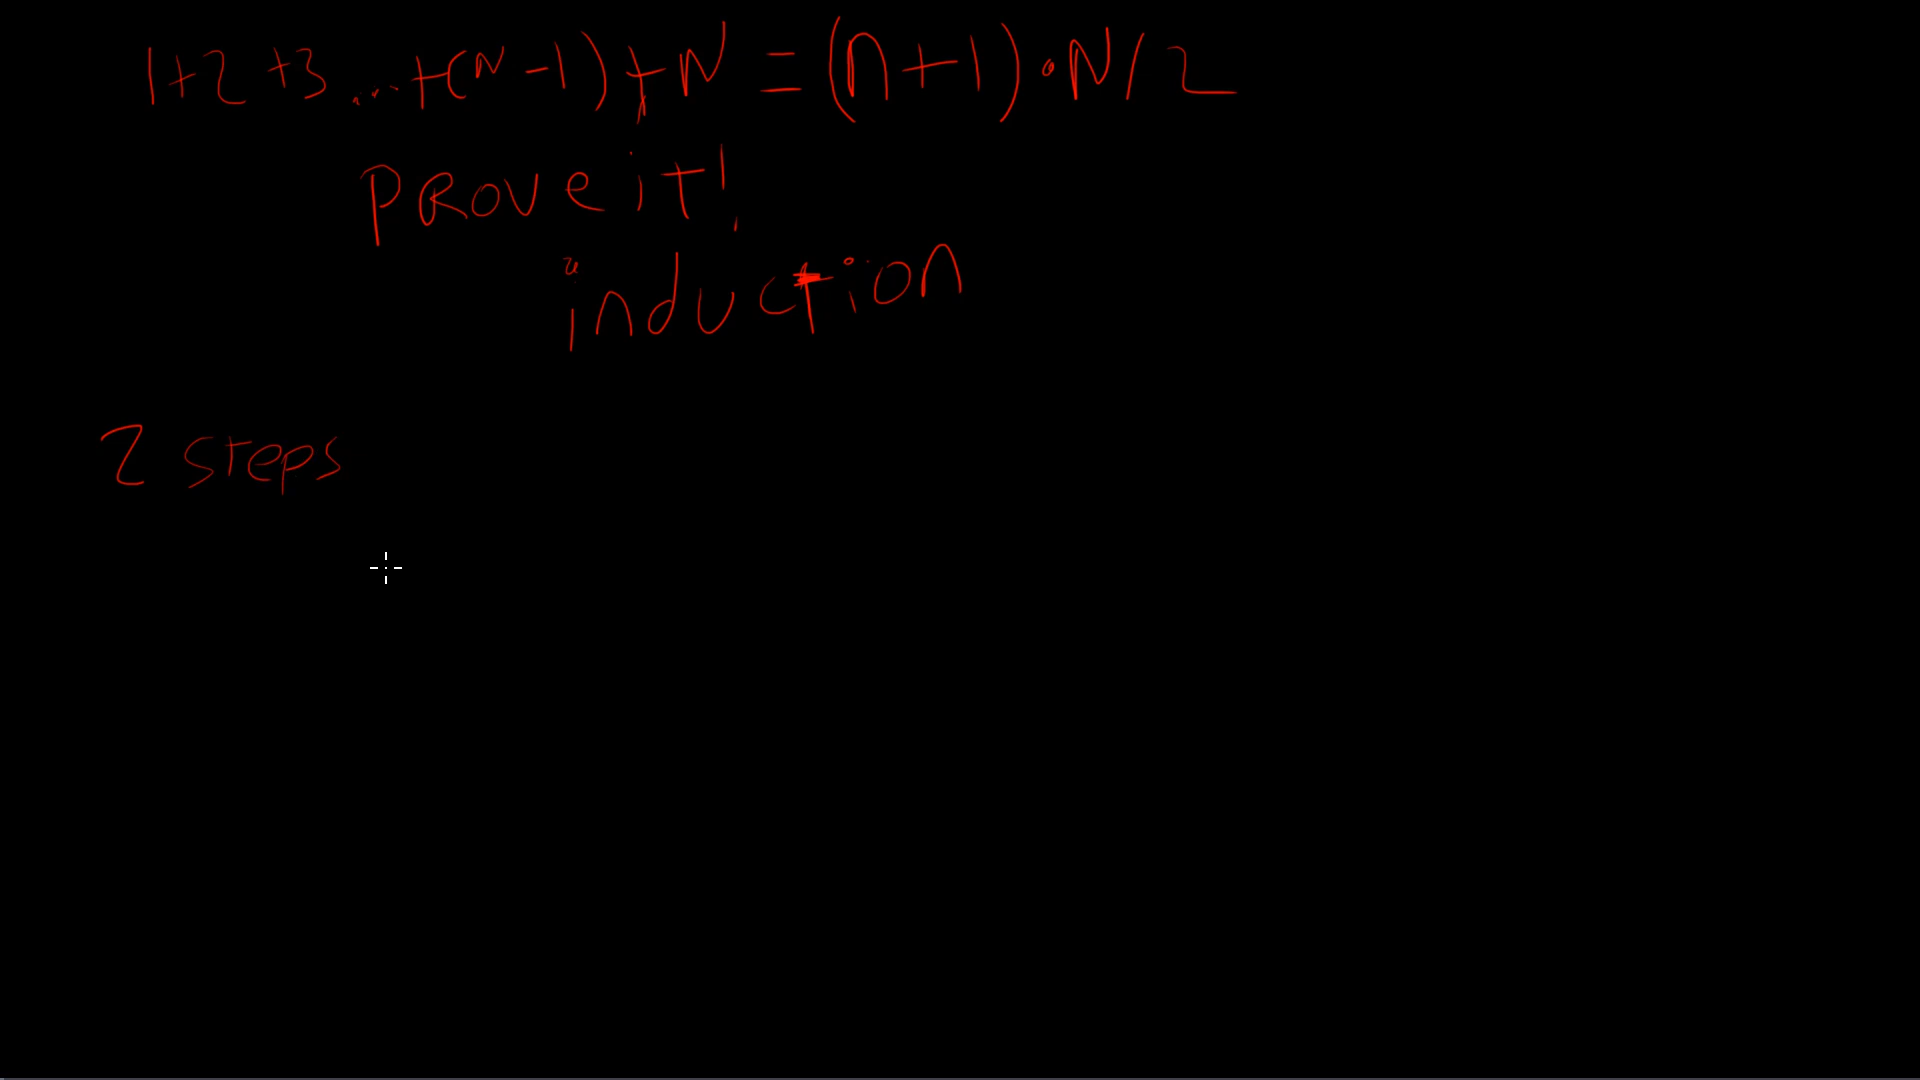 1+2+3...+(N-1)+N=(n+1)•N/2
Prove it!
induction
2 steps